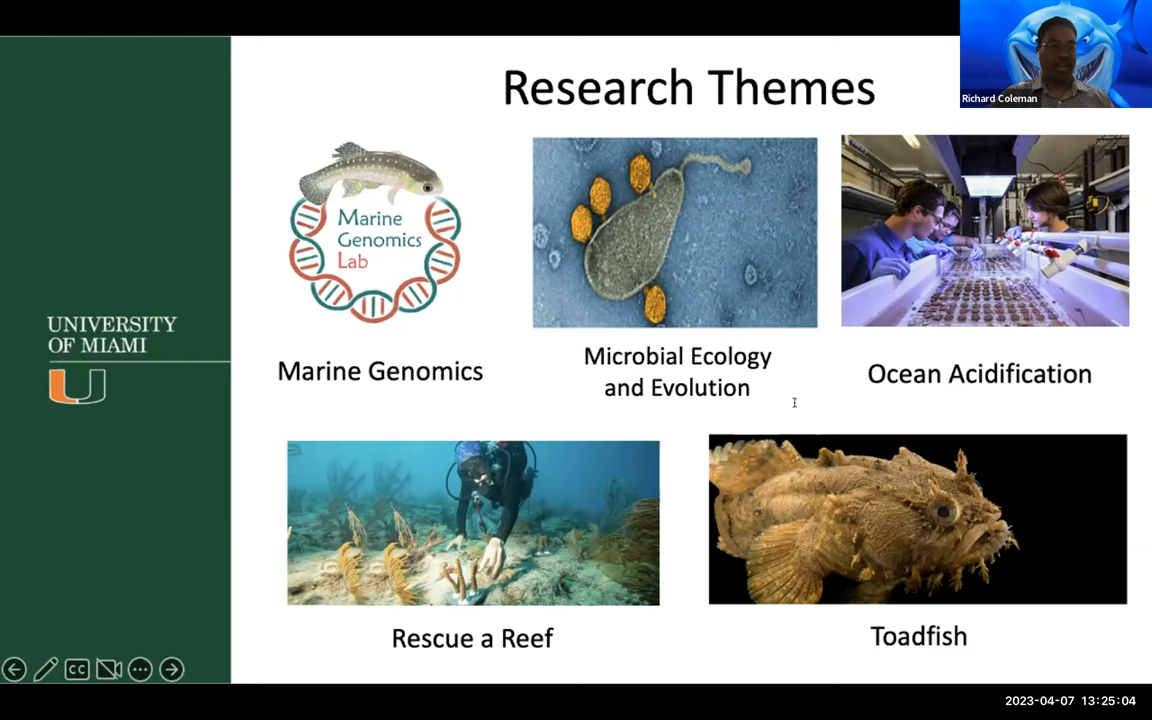 Research Themes
Richard Coleman
Marine
Genomics
Lab
UNIVERSITY
OF MIAMI
Marine Genomics
Microbial Ecology
and Evolution
Ocean Acidification
Rescue a Reef
Toadfish
CC
2023-04-07 13:25:04